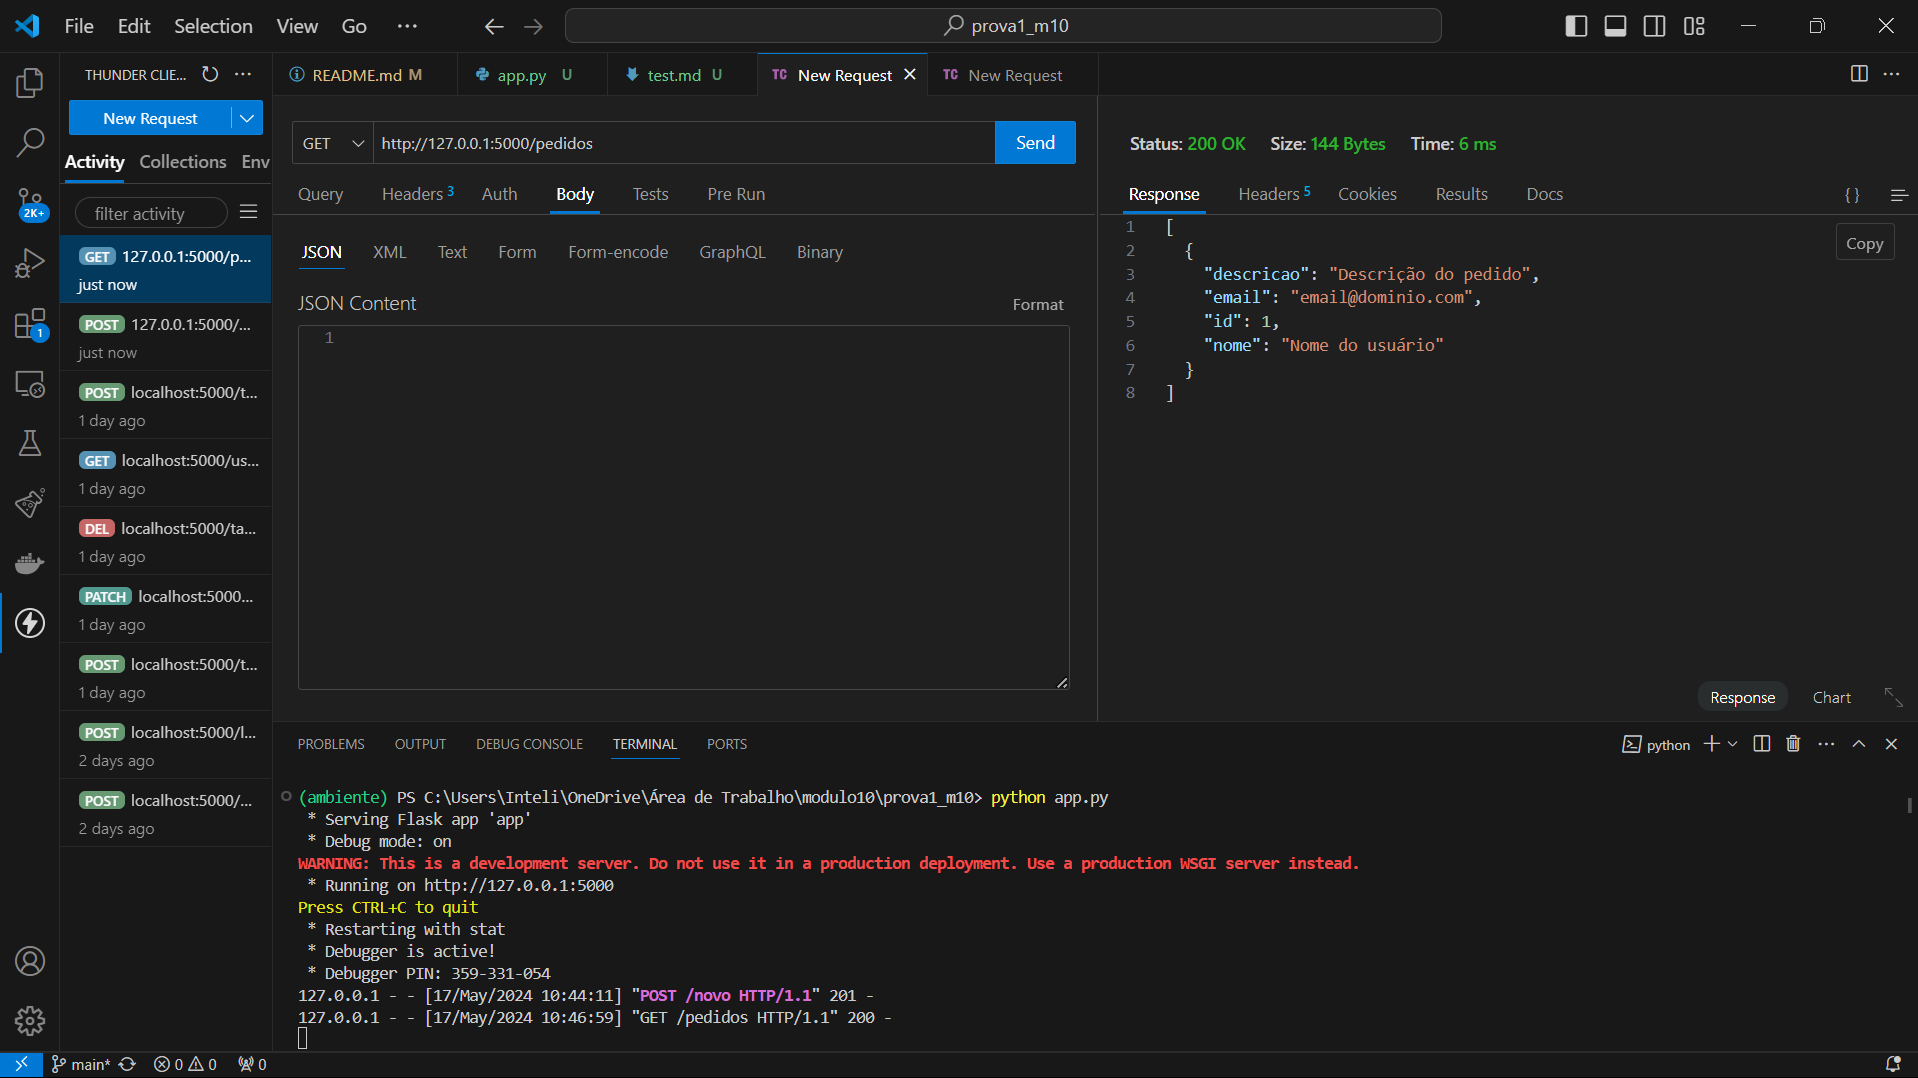 File Edit Selection View Go ··· prova1_m10
THUNDER CLIE... ···
README.md M app.py U test.md U TC New Request TC New Request ···
New Request
Activity Collections Env
filter activity
GET 127.0.0.1:5000/p...
just now
POST 127.0.0.1:5000/...
just now
POST localhost:5000/t...
1 day ago
GET localhost:5000/us...
1 day ago
DEL localhost:5000/ta...
1 day ago
PATCH localhost:5000...
1 day ago
POST localhost:5000/t...
1 day ago
POST localhost:5000/l...
2 days ago
POST localhost:5000/...
2 days ago
2K+
1
GET http://127.0.0.1:5000/pedidos Send
Query Headers 3 Auth Body Tests Pre Run
JSON XML Text Form Form-encode GraphQL Binary
JSON Content Format
1
Status: 200 OK Size: 144 Bytes Time: 6 ms
Response Headers 5 Cookies Results Docs { }
Copy
1 [
2 {
3 "descricao": "Descrição do pedido",
4 "email": "email@dominio.com",
5 "id": 1,
6 "nome": "Nome do usuário"
7 }
8 ]
Response Chart
PROBLEMS OUTPUT DEBUG CONSOLE TERMINAL PORTS python ···
(ambiente) PS C:\Users\Inteli\OneDrive\Área de Trabalho\modulo10\prova1_m10> python app.py
* Serving Flask app 'app'
* Debug mode: on
WARNING: This is a development server. Do not use it in a production deployment. Use a production WSGI server instead.
* Running on http://127.0.0.1:5000
Press CTRL+C to quit
* Restarting with stat
* Debugger is active!
* Debugger PIN: 359-331-054
127.0.0.1 - - [17/May/2024 10:44:11] "POST /novo HTTP/1.1" 201 -
127.0.0.1 - - [17/May/2024 10:46:59] "GET /pedidos HTTP/1.1" 200 -
main* 0 0 0